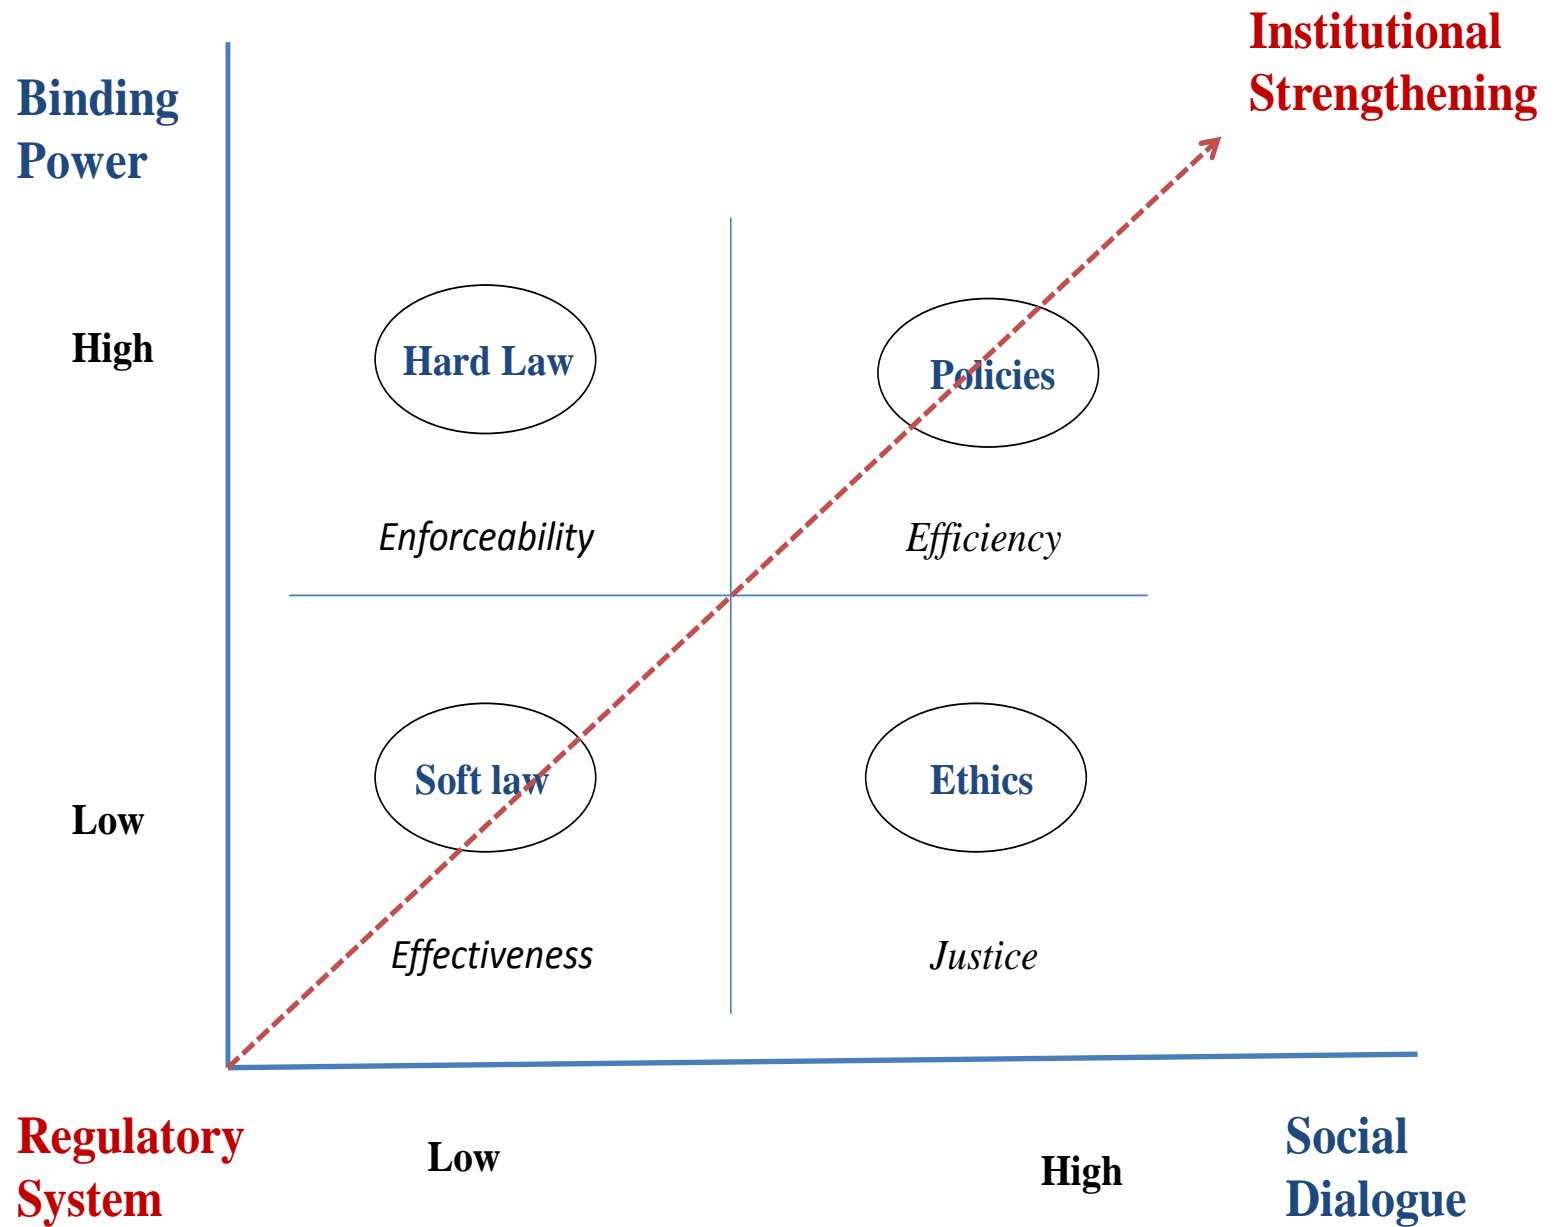 Institutional
Strengthening
Binding
Power
High
Hard Law
Policies
Enforceability
Efficiency
Low
Soft law
Ethics
Effectiveness
Justice
Regulatory
System
Low
High
Social
Dialogue